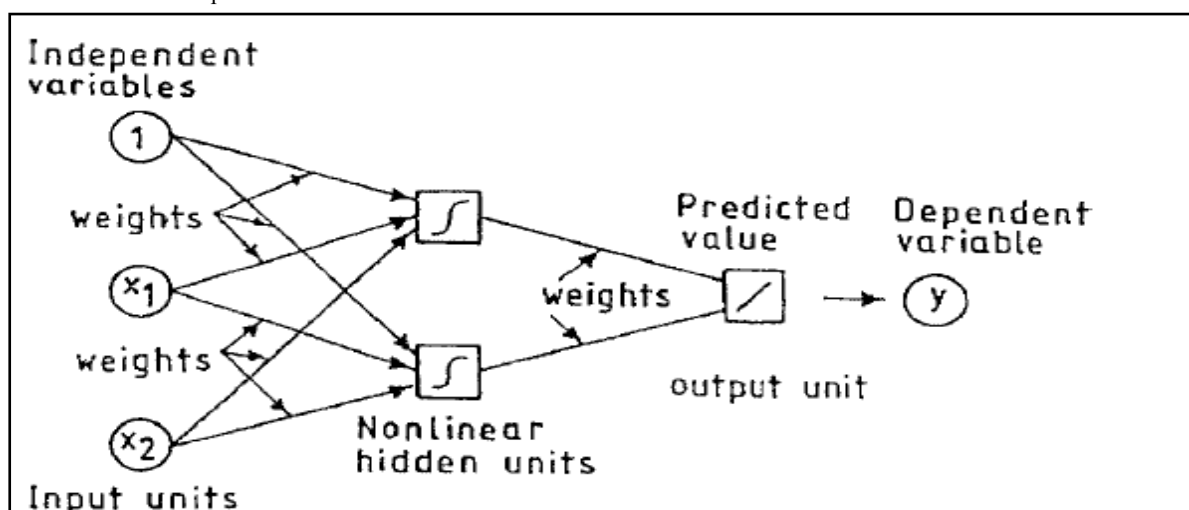 Independent
variables
1
weights
x1
weights
x2
Input units
Nonlinear
hidden units
weights
Predicted
value
output unit
Dependent
variable
y